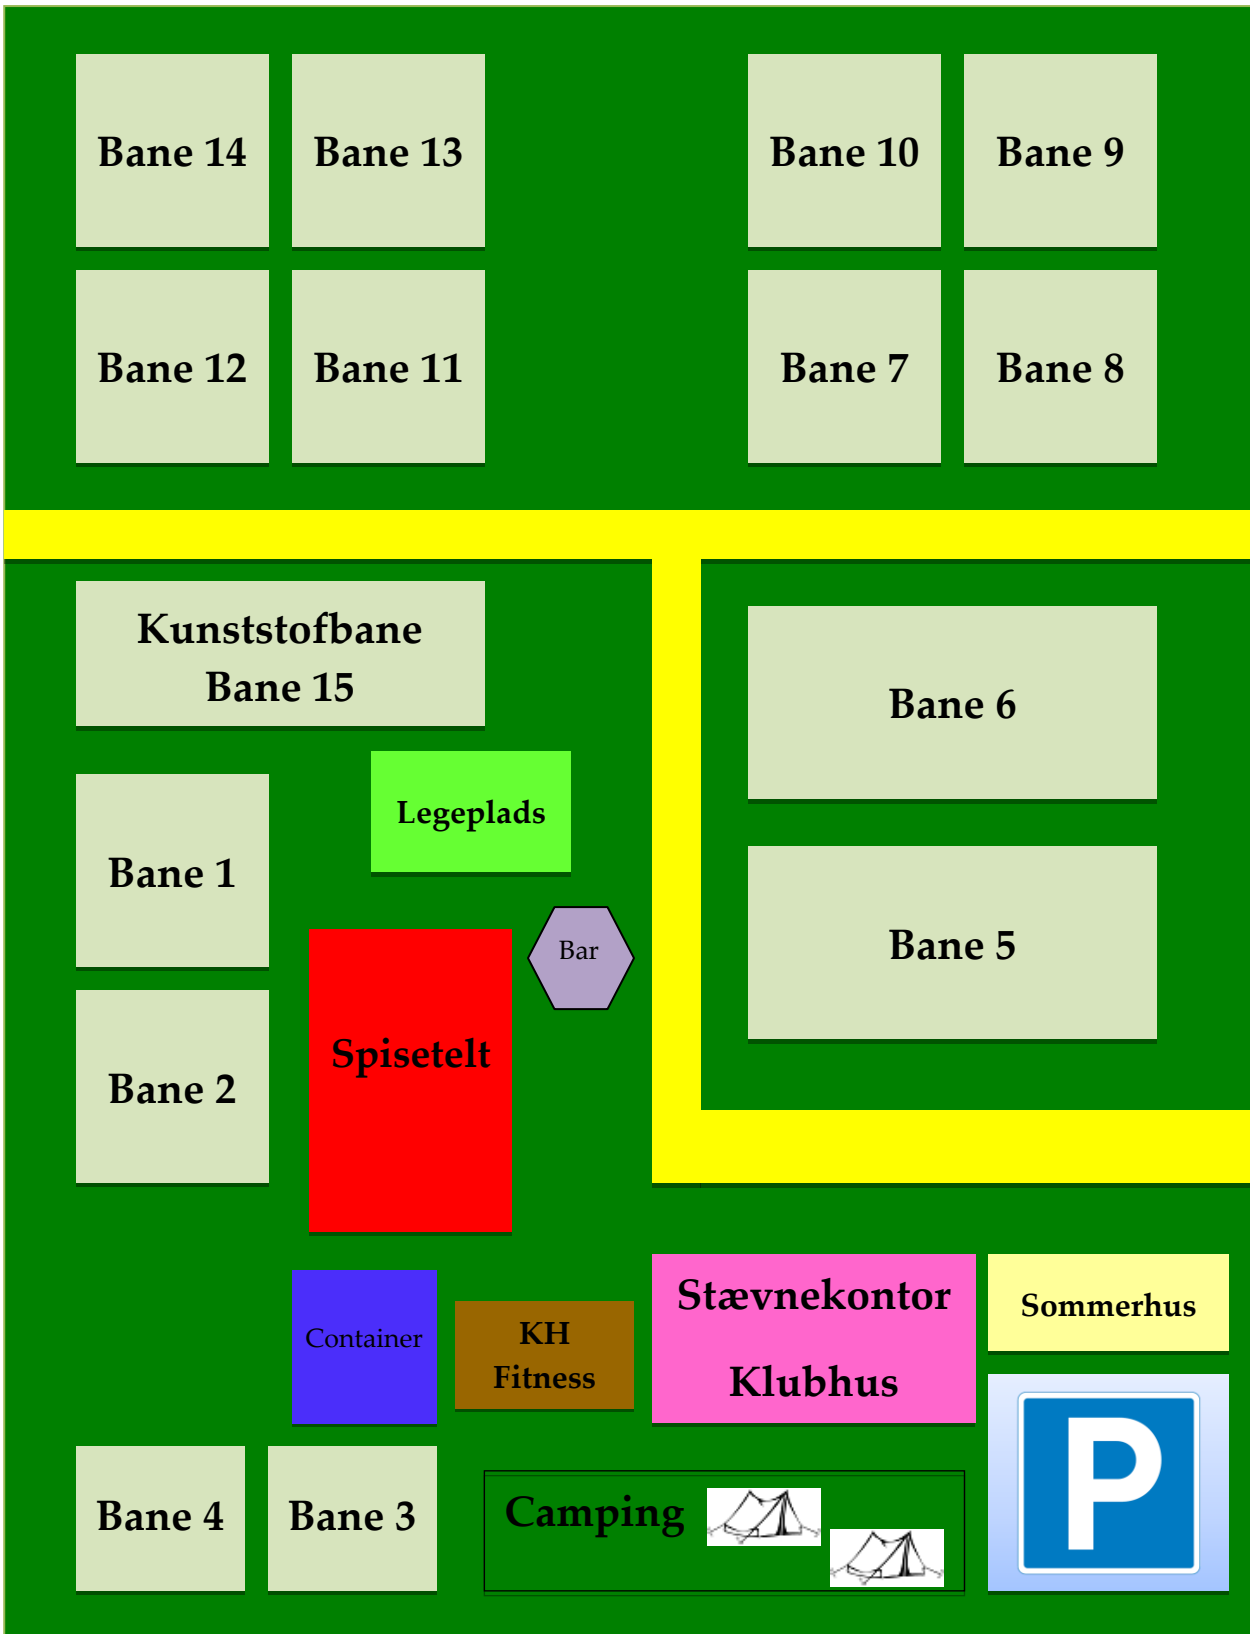 Bane 14
Bane 13
Bane 10
Bane 9
Bane 12
Bane 11
Bane 7
Bane 8
Kunststofbane
Bane 15
Bane 6
Legeplads
Bane 1
Bar
Bane 5
Spisetelt
Bane 2
Stævnekontor
Klubhus
Sommerhus
Container
KH
Fitness
P
Bane 4
Bane 3
Camping